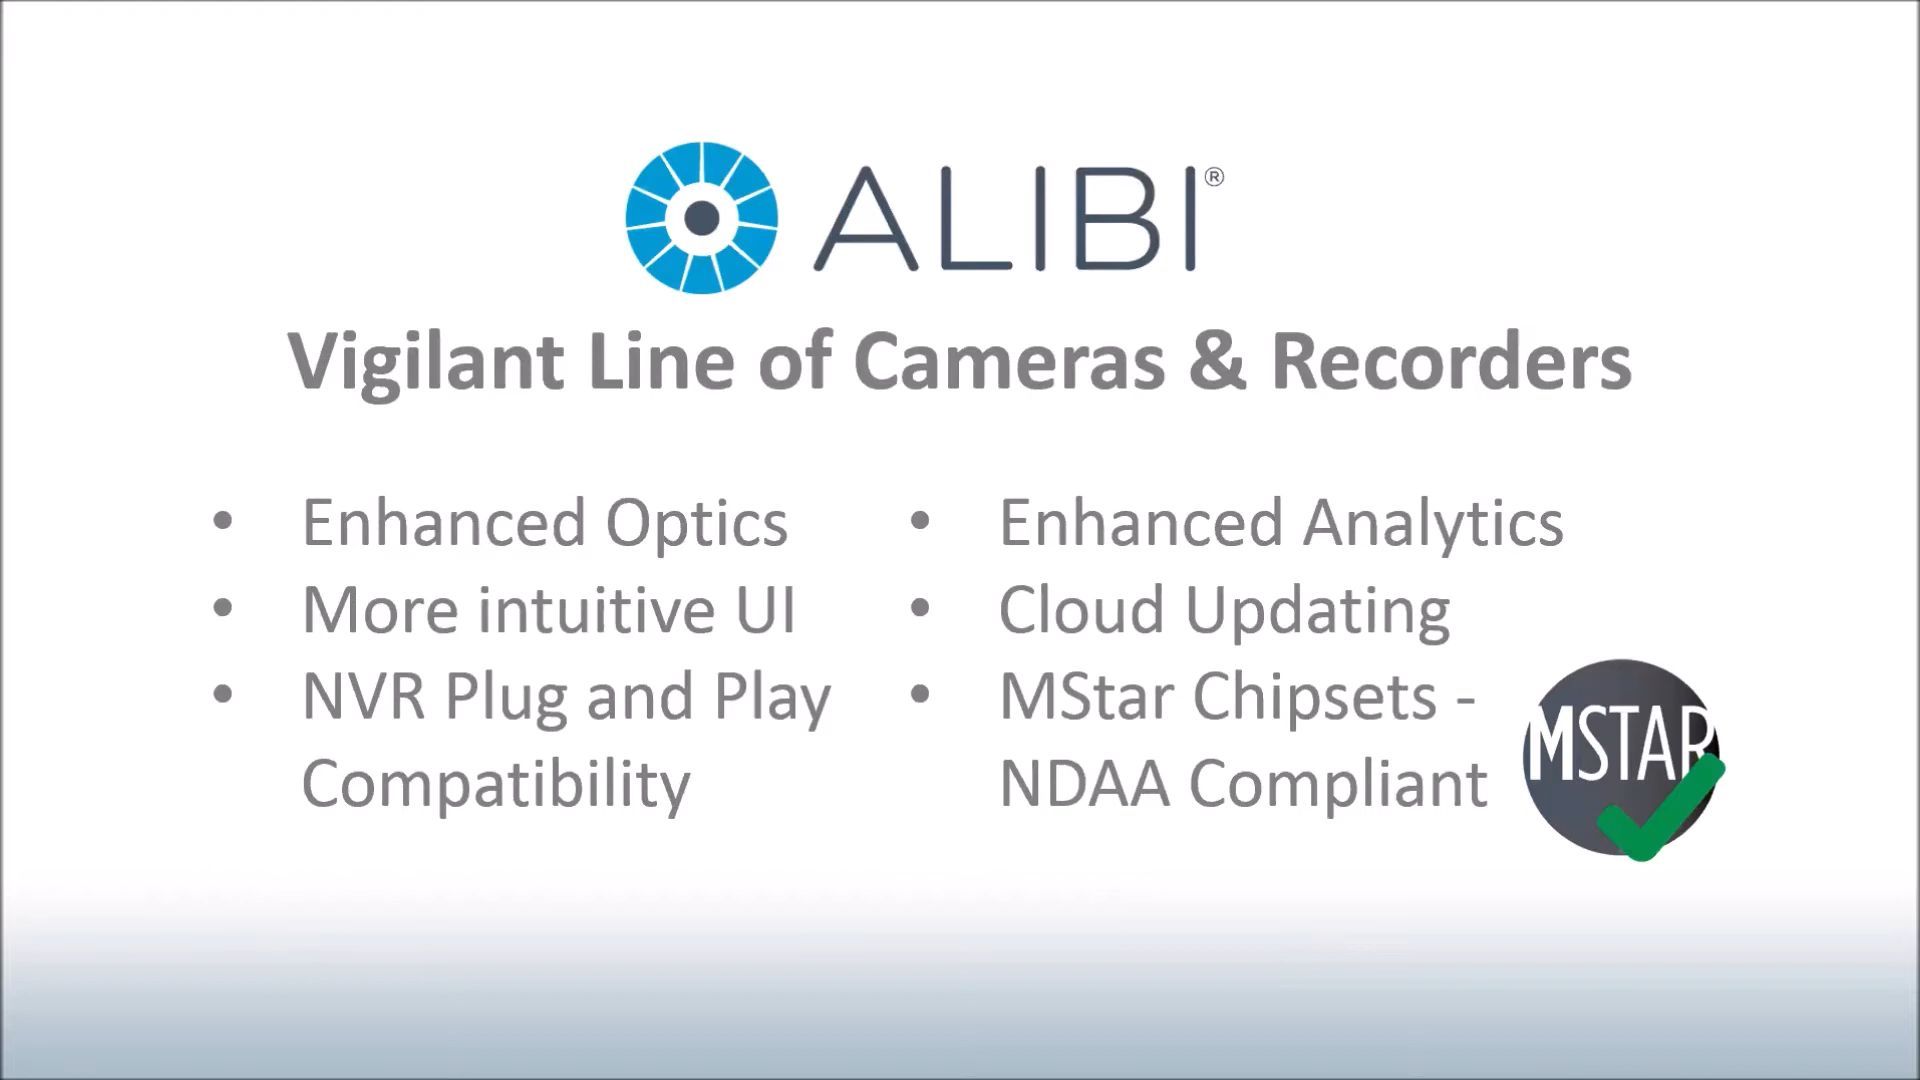 ALIBI®
Vigilant Line of Cameras & Recorders
• Enhanced Optics
• More intuitive UI
• NVR Plug and Play
Compatibility
• Enhanced Analytics
• Cloud Updating
• MStar Chipsets -
NDAA Compliant
MSTAR